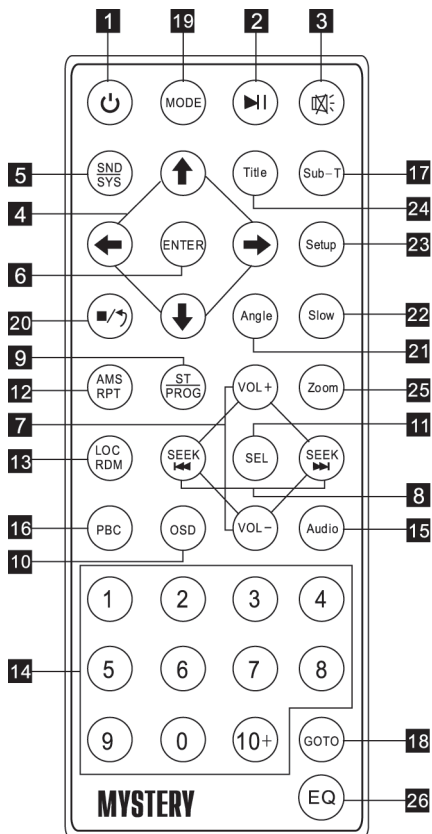 1 19 2 3
MODE
5 SND SYS Title Sub-T 17
4 24
ENTER Setup 23
6
20 Angle Slow 22
9 21
12 AMS RPT ST PROG VOL+ Zoom 25
7 11
13 LOC RDM SEEK SEL SEEK
8
16 PBC OSD VOL- Audio 15
10
1 2 3 4
14 5 6 7 8
9 0 10+ GOTO 18
MYSTERY EQ 26